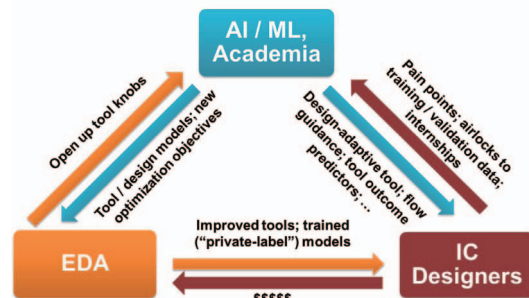 AI / ML,
Academia
Open up tool knobs
Tool / design models; new
optimization objectives
Design-adaptive tool; flow
guidance; tool outcome
predictors; ...
Pain points; airlocks to
training / validation data;
internships
Improved tools; trained
("private-label") models
EDA
IC
Designers
$$$$$